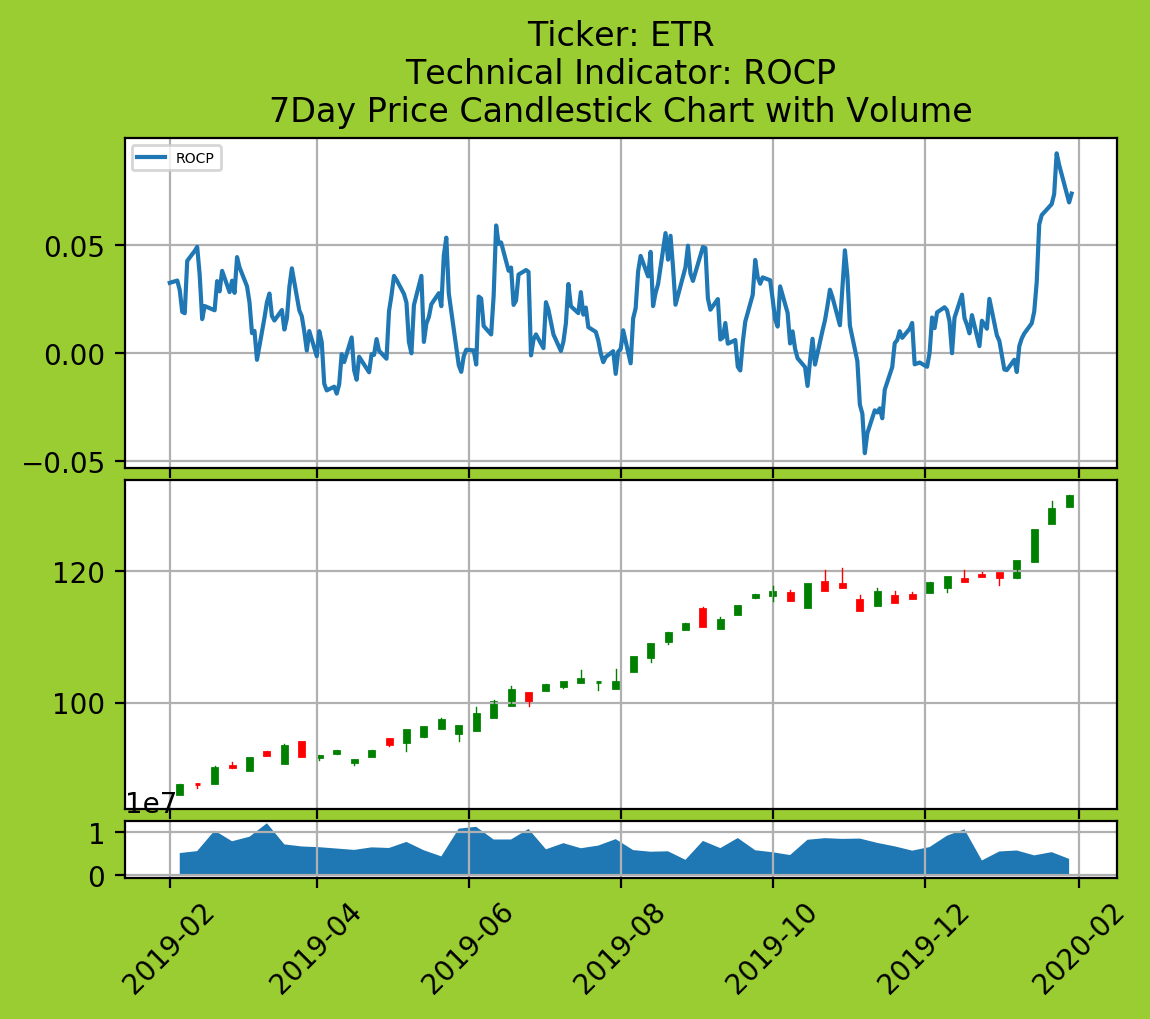 Ticker: ETR
Technical Indicator: ROCP
7Day Price Candlestick Chart with Volume
ROCP
0.05
0.00
−0.05
120
100
1e7
1
0
2019-02 2019-04 2019-06 2019-08 2019-10 2019-12 2020-02